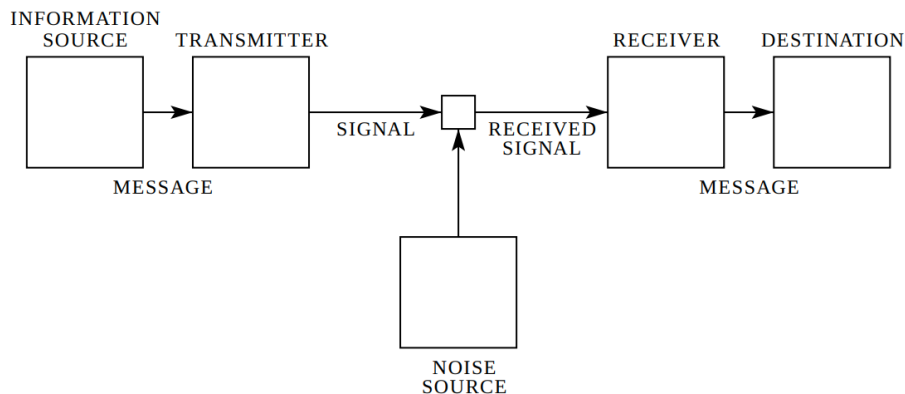 INFORMATION
SOURCE
TRANSMITTER
RECEIVER
DESTINATION
SIGNAL
RECEIVED
SIGNAL
MESSAGE
MESSAGE
NOISE
SOURCE